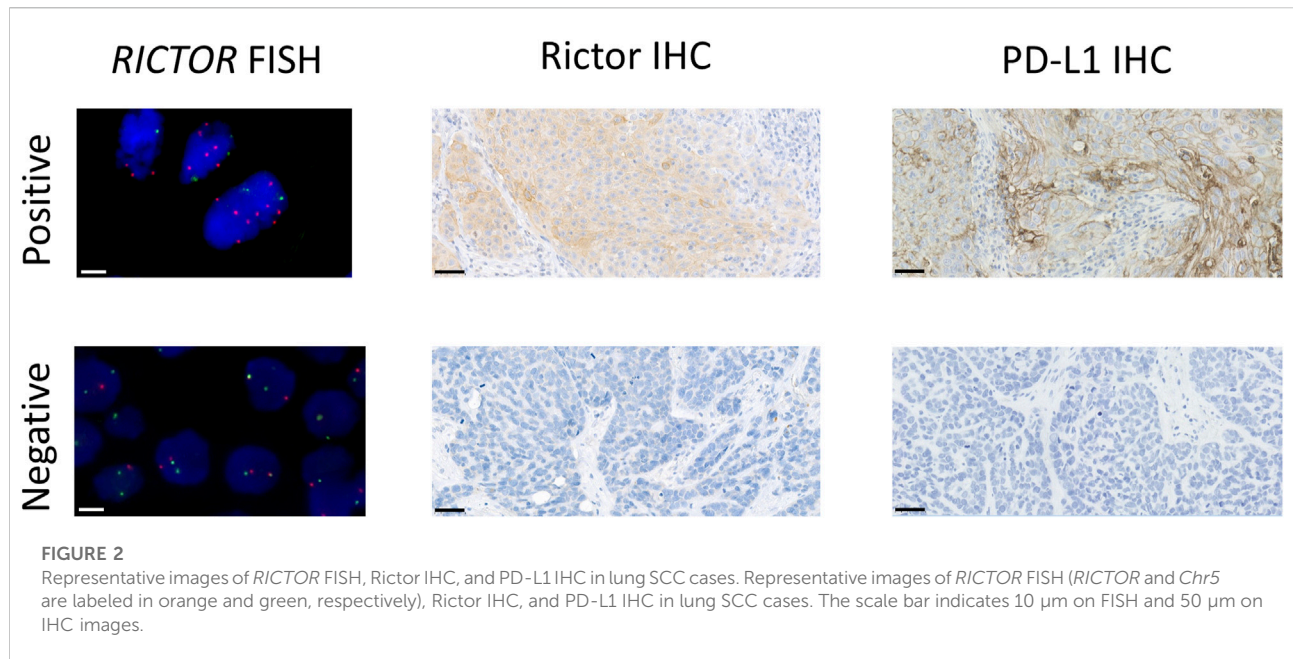 RICTOR FISH
Rictor IHC
PD-L1 IHC
Positive
Negative
FIGURE 2
Representative images of RICTOR FISH, Rictor IHC, and PD-L1 IHC in lung SCC cases. Representative images of RICTOR FISH (RICTOR and Chr5
are labeled in orange and green, respectively), Rictor IHC, and PD-L1 IHC in lung SCC cases. The scale bar indicates 10 µm on FISH and 50 µm on
IHC images.